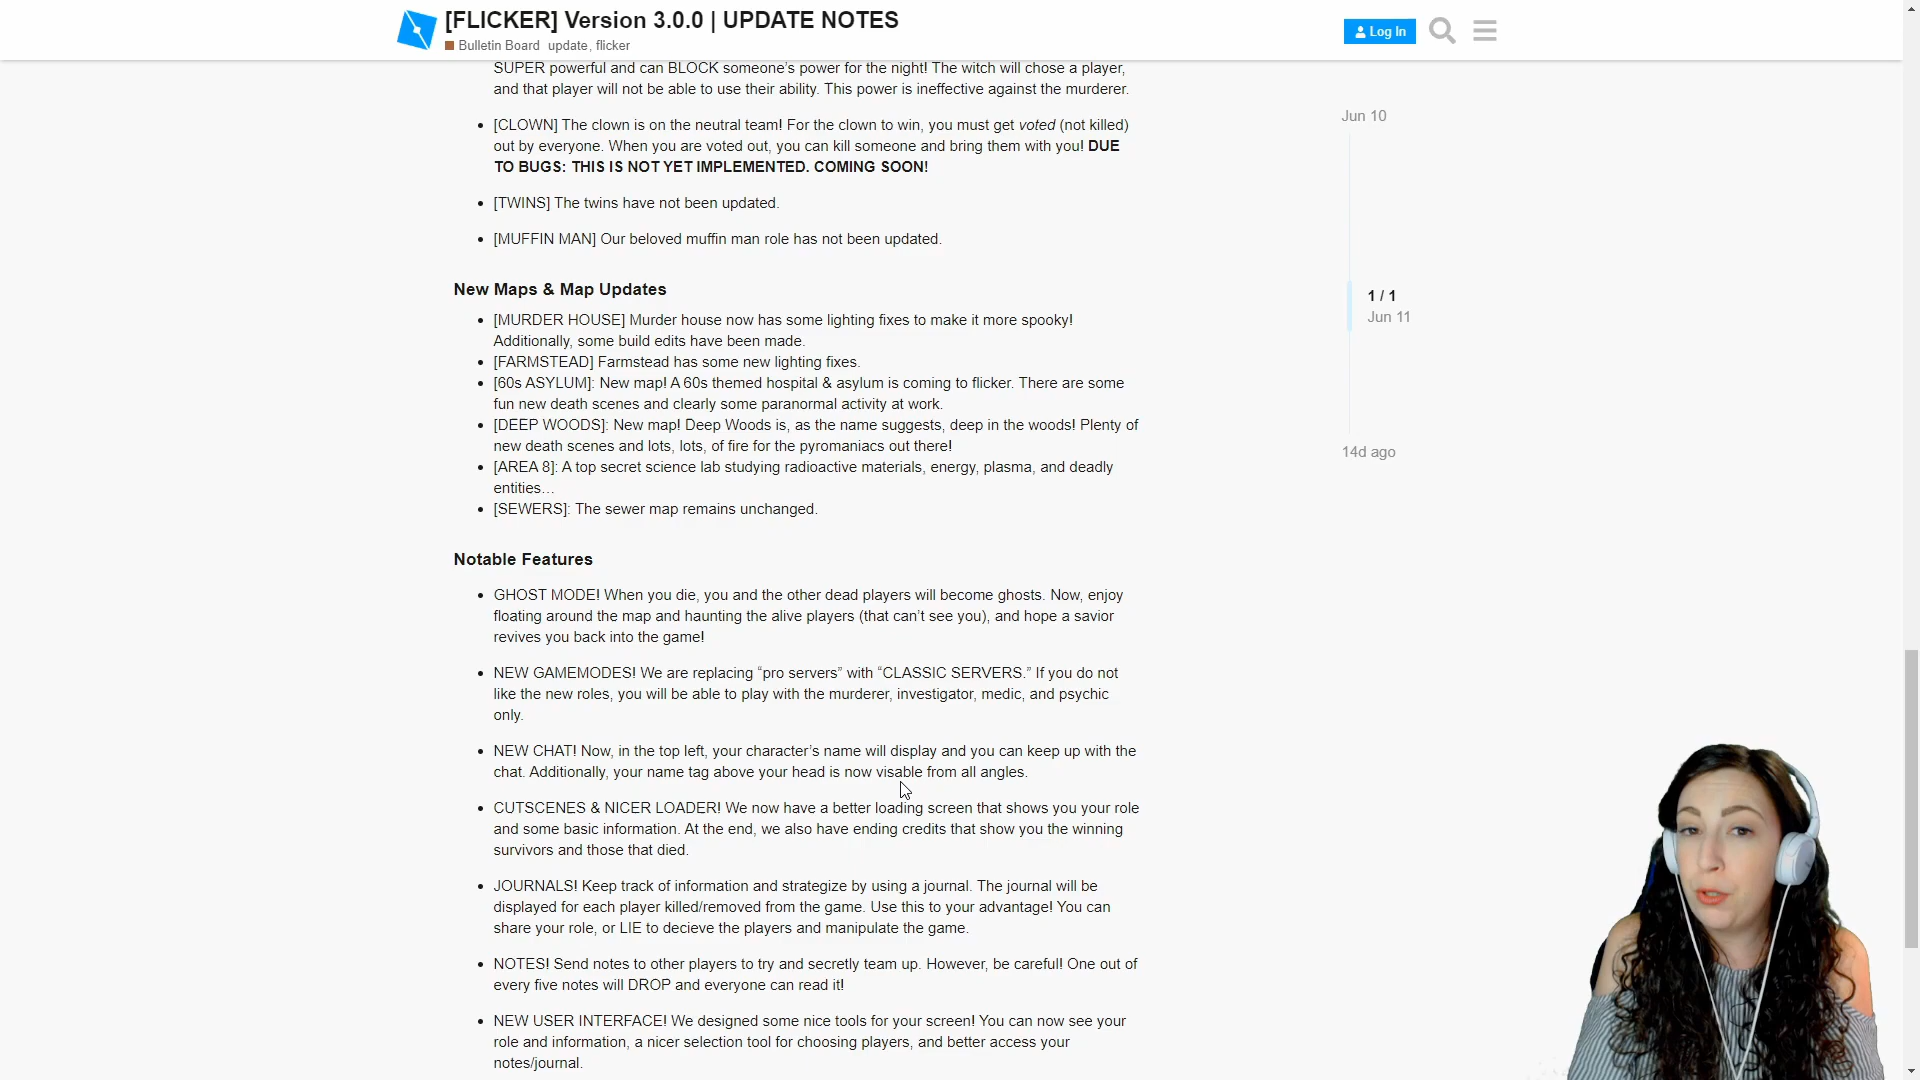 [FLICKER] Version 3.0.0 | UPDATE NOTES
Bulletin Board update, flicker
Log In
SUPER powerful and can BLOCK someone's power for the night! The witch will chose a player,
and that player will not be able to use their ability. This power is ineffective against the murderer.
• [CLOWN] The clown is on the neutral team! For the clown to win, you must get voted (not killed)
out by everyone. When you are voted out, you can kill someone and bring them with you! DUE
TO BUGS: THIS IS NOT YET IMPLEMENTED. COMING SOON!
• [TWINS] The twins have not been updated.
• [MUFFIN MAN] Our beloved muffin man role has not been updated.
New Maps & Map Updates
• [MURDER HOUSE] Murder house now has some lighting fixes to make it more spooky!
Additionally, some build edits have been made.
• [FARMSTEAD] Farmstead has some new lighting fixes.
• [60s ASYLUM]: New map! A 60s themed hospital & asylum is coming to flicker. There are some
fun new death scenes and clearly some paranormal activity at work.
• [DEEP WOODS]: New map! Deep Woods is, as the name suggests, deep in the woods! Plenty of
new death scenes and lots, lots, of fire for the pyromaniacs out there!
• [AREA 8]: A top secret science lab studying radioactive materials, energy, plasma, and deadly
entities…
• [SEWERS]: The sewer map remains unchanged.
Notable Features
• GHOST MODE! When you die, you and the other dead players will become ghosts. Now, enjoy
floating around the map and haunting the alive players (that can't see you), and hope a savior
revives you back into the game!
• NEW GAMEMODES! We are replacing “pro servers” with “CLASSIC SERVERS.” If you do not
like the new roles, you will be able to play with the murderer, investigator, medic, and psychic
only.
• NEW CHAT! Now, in the top left, your character's name will display and you can keep up with the
chat. Additionally, your name tag above your head is now visable from all angles.
• CUTSCENES & NICER LOADER! We now have a better loading screen that shows you your role
and some basic information. At the end, we also have ending credits that show you the winning
survivors and those that died.
• JOURNALS! Keep track of information and strategize by using a journal. The journal will be
displayed for each player killed/removed from the game. Use this to your advantage! You can
share your role, or LIE to decieve the players and manipulate the game.
• NOTES! Send notes to other players to try and secretly team up. However, be careful! One out of
every five notes will DROP and everyone can read it!
• NEW USER INTERFACE! We designed some nice tools for your screen! You can now see your
role and information, a nicer selection tool for choosing players, and better access your
notes/journal.
Jun 10
1 / 1
Jun 11
14d ago